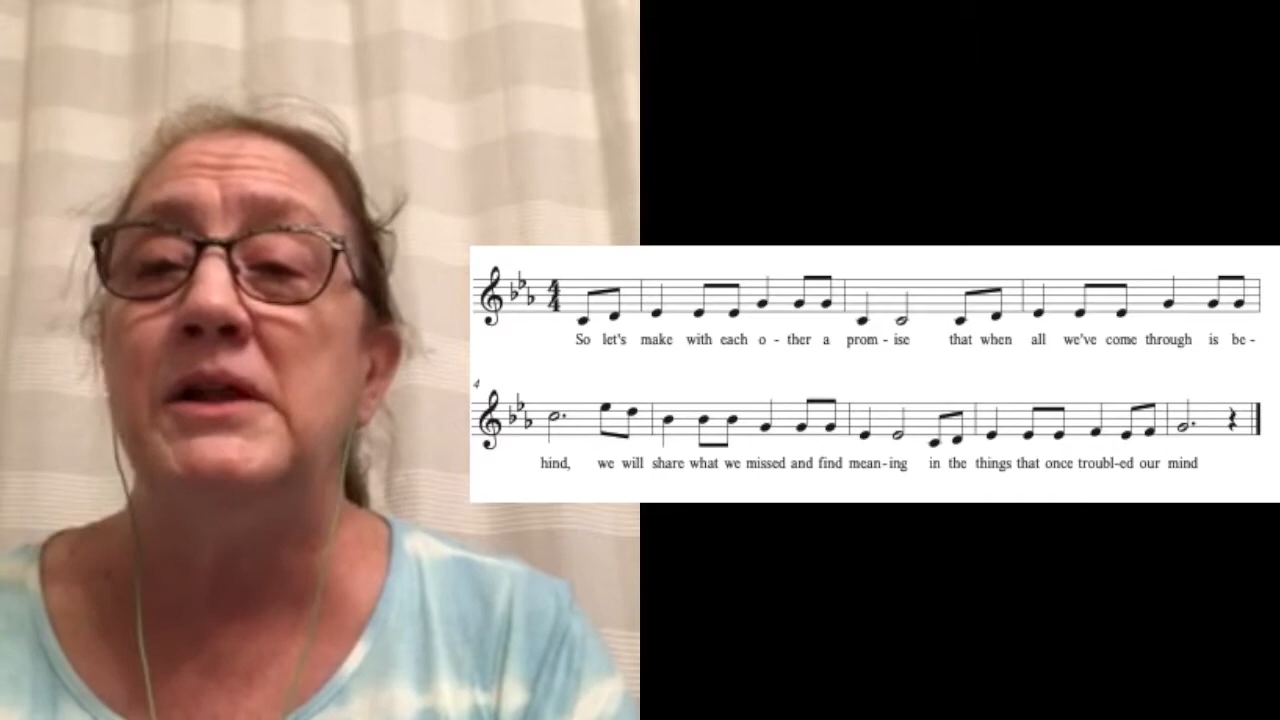 So let's make with each o - ther a prom - ise that when all we've come through is be -
4
hind, we will share what we missed and find mean - ing in the things that once troubl-ed our mind